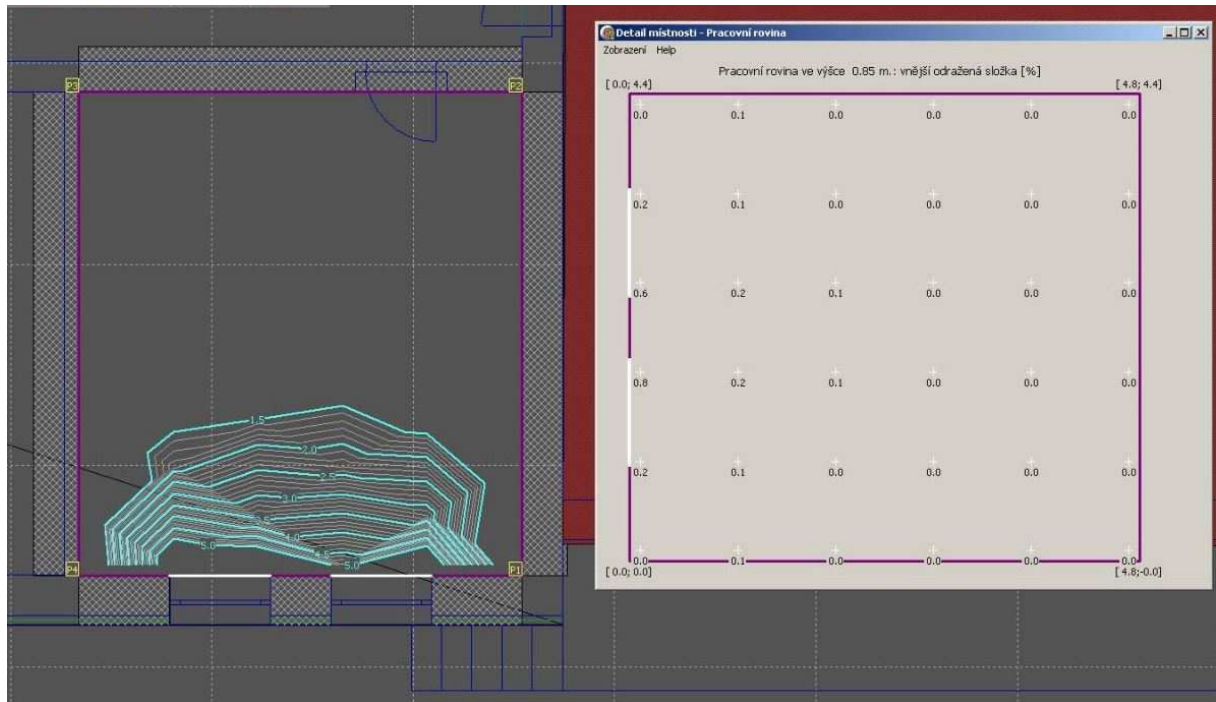 Detail místnosti - Pracovní rovina
Zobrazení Help
Pracovní rovina ve výšce 0.85 m.: vnější odražená složka [%]
[ 0.0; 4.4] [ 4.8; 4.4]
0.0 0.1 0.0 0.0 0.0 0.0
0.2 0.1 0.0 0.0 0.0 0.0
0.6 0.2 0.1 0.0 0.0 0.0
0.8 0.2 0.1 0.0 0.0 0.0
0.2 0.1 0.0 0.0 0.0 0.0
0.0 0.1 0.0 0.0 0.0 0.0
[ 0.0; 0.0] [ 4.8;-0.0]
P3 P2
1.5
2.0
2.5
3.0
4.0
4.5
5.0 5.0
P4 P1